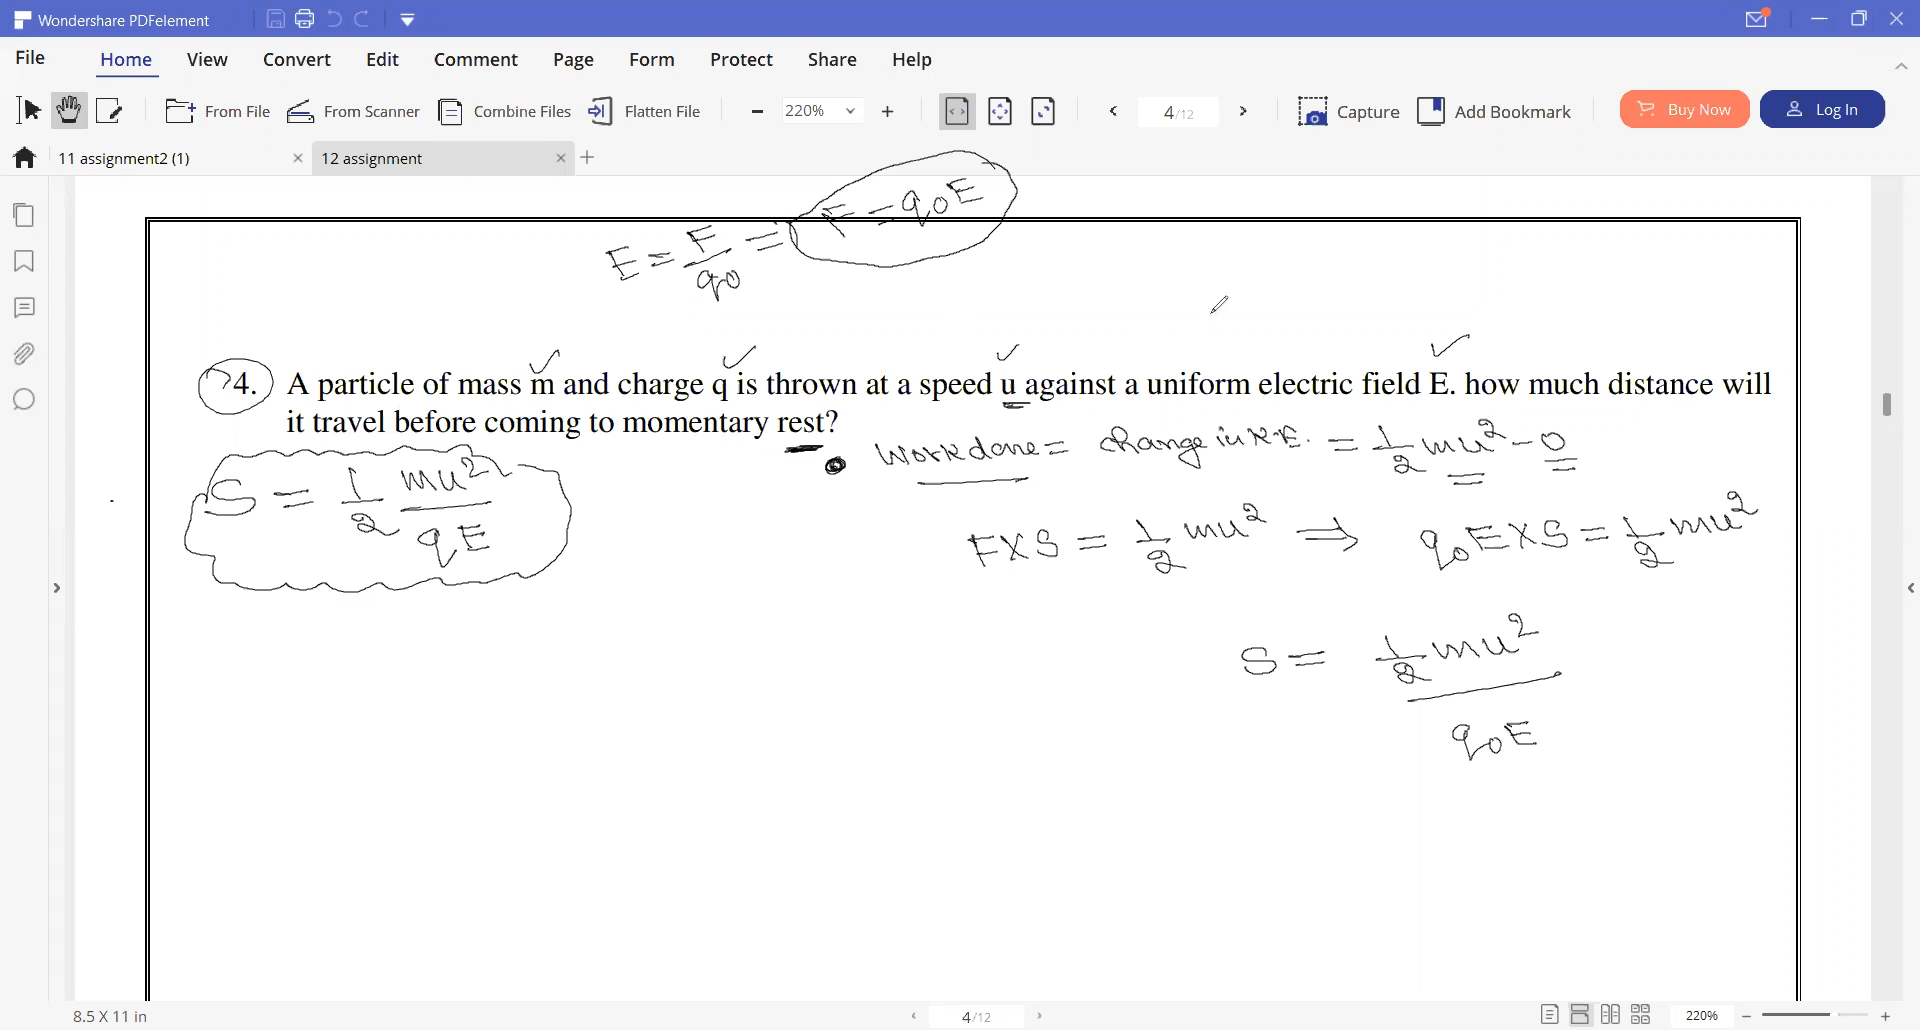 Wondershare PDFelement
File Home View Convert Edit Comment Page Form Protect Share Help
From File From Scanner Combine Files Flatten File 220% 4/12 Capture Add Bookmark Buy Now Log In
11 assignment2 (1) 12 assignment
E = F/q0 = F = q0E
4. A particle of mass m and charge q is thrown at a speed u against a uniform electric field E. how much distance will
it travel before coming to momentary rest?
Work done = change in K.E. = 1/2 mu² - 0
S = 1/2 mu²/qE
F X S = 1/2 mu² ⇒ q0E X S = 1/2 mu²
S = 1/2 mu² / q0E
8.5 X 11 in 4/12 220%